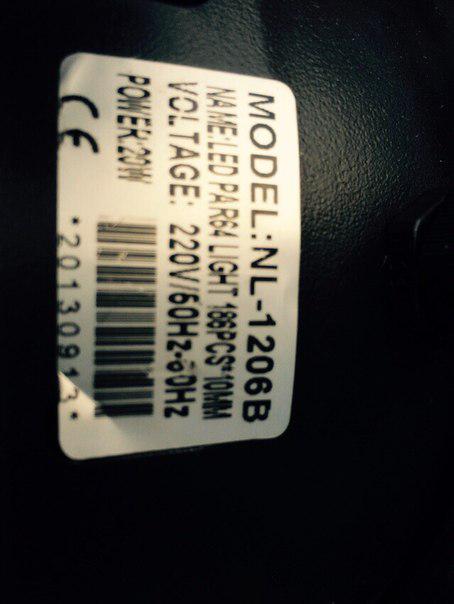 MODEL:NL-1206B
NAME:LED PAR64 LIGHT 186PCS*10MM
VOLTAGE: 220V/50Hz-60Hz
POWER:20W
CE
*20130913*